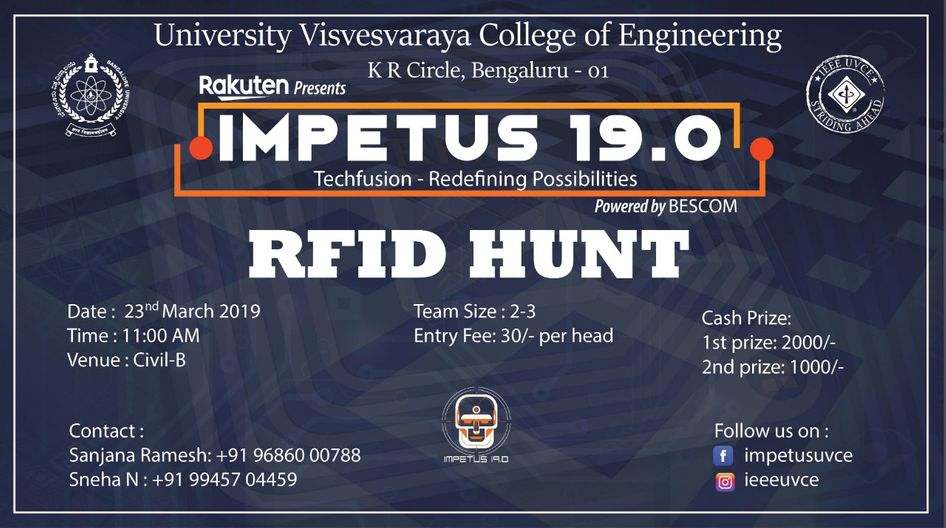 University Visvesvaraya College of Engineering
K R Circle, Bengaluru - 01
Rakuten Presents
IMPETUS 19.0
Techfusion - Redefining Possibilities
Powered by BESCOM
RFID HUNT
Date : 23nd March 2019
Time : 11:00 AM
Venue : Civil-B
Team Size : 2-3
Entry Fee: 30/- per head
Cash Prize:
1st prize: 2000/-
2nd prize: 1000/-
Contact :
Sanjana Ramesh: +91 96860 00788
Sneha N : +91 99457 04459
IMPETUS 19.0
Follow us on :
impetusuvce
ieeeuvce
IEEE UVCE
STRIDING AHEAD
BANGALORE UNIVERSITY